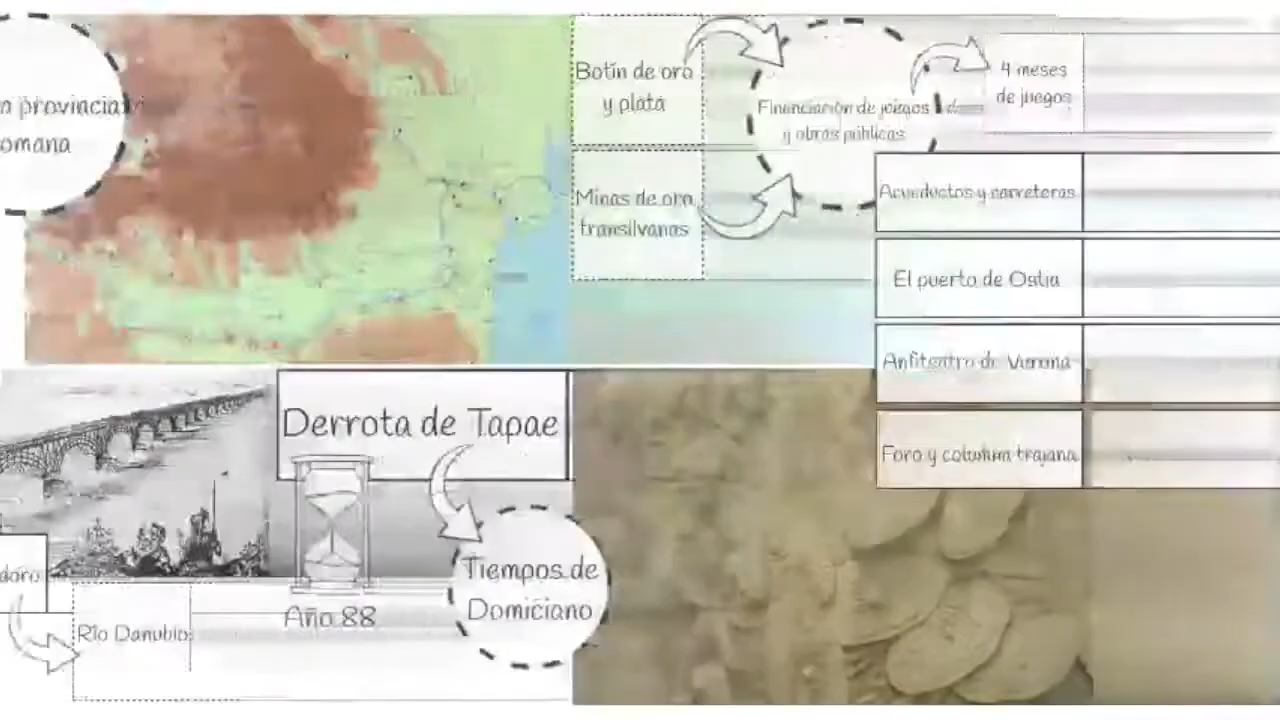 n provincia
omana
Botín de oro
y plata
Minas de oro
transilvanas
Financiación de juegos
y obras públicas
4 meses
de juegos
Acueductos y carreteras
El puerto de Ostia
Anfiteatro de Verona
Foro y columna trajana
Derrota de Tapae
Año 88
Tiempos de
Domiciano
Río Danubio